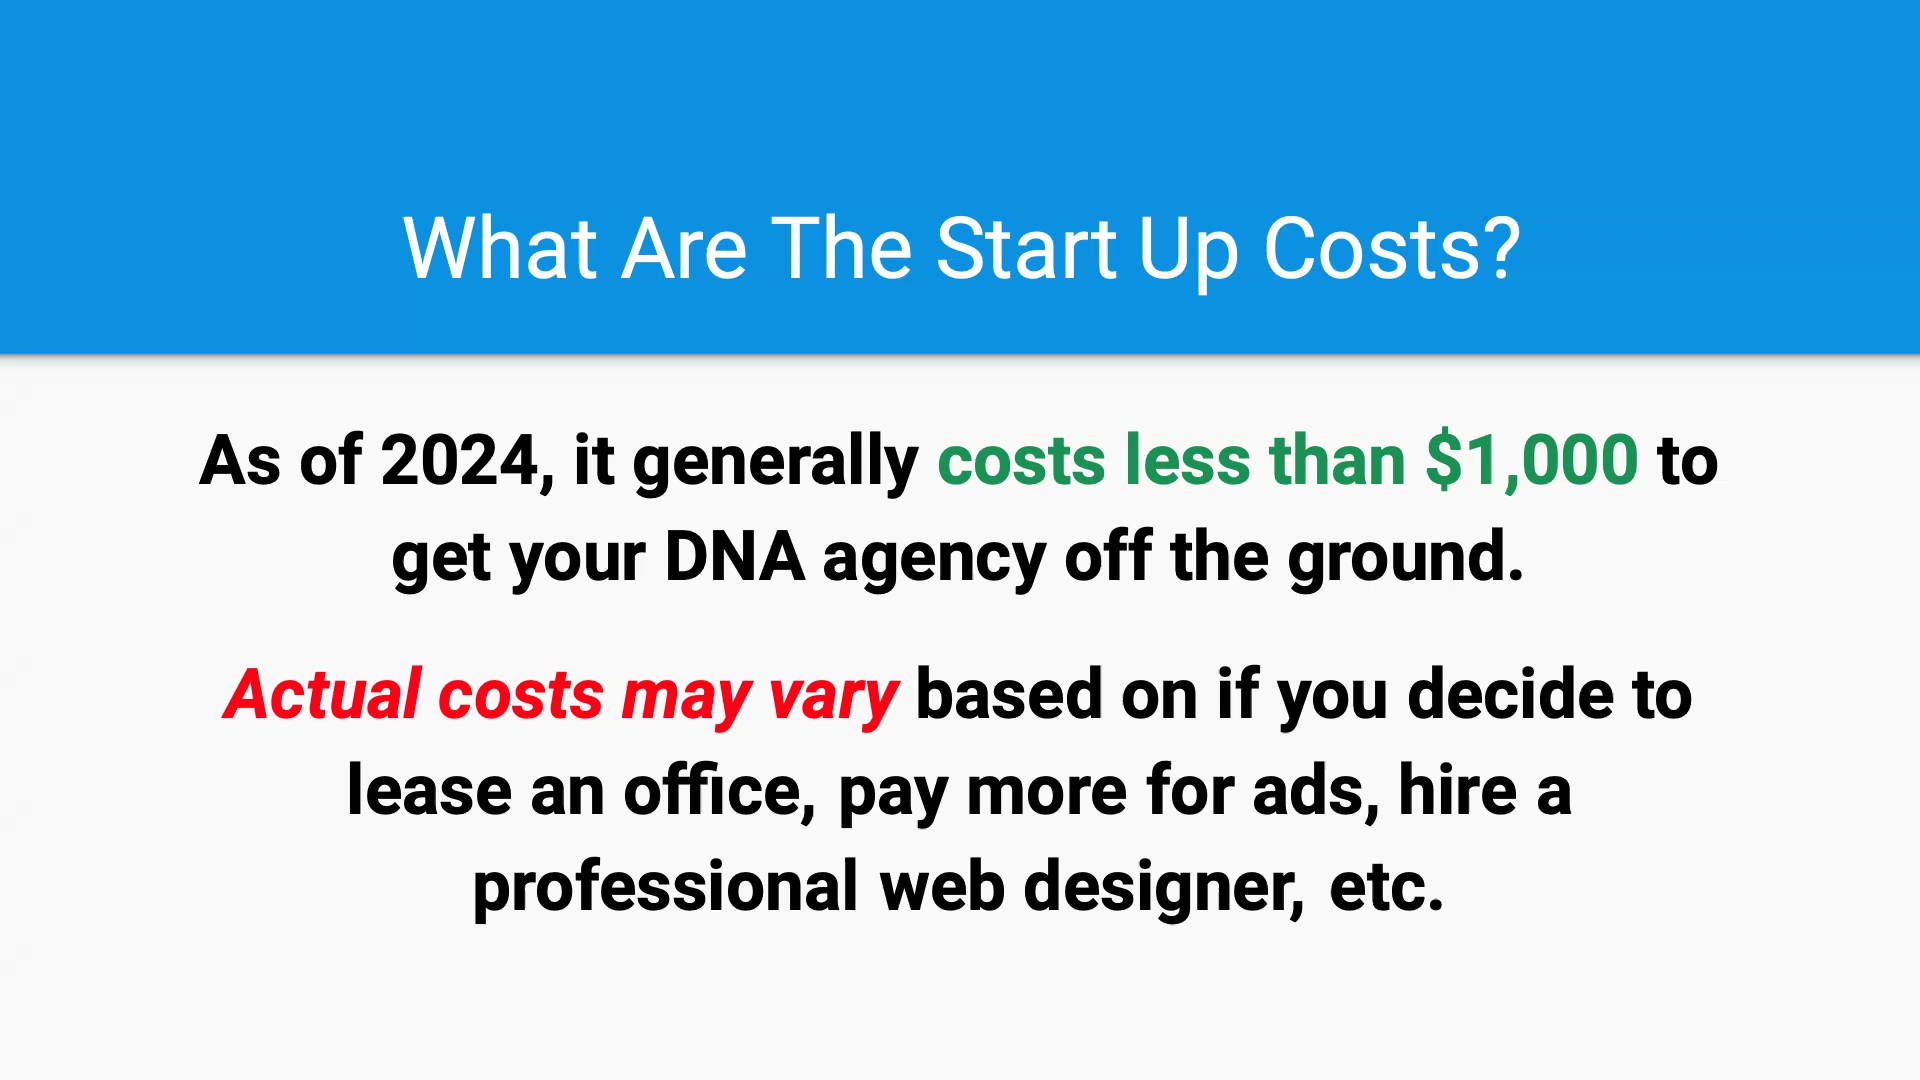 What Are The Start Up Costs?
As of 2024, it generally costs less than $1,000 to
get your DNA agency off the ground.
Actual costs may vary based on if you decide to
lease an office, pay more for ads, hire a
professional web designer, etc.